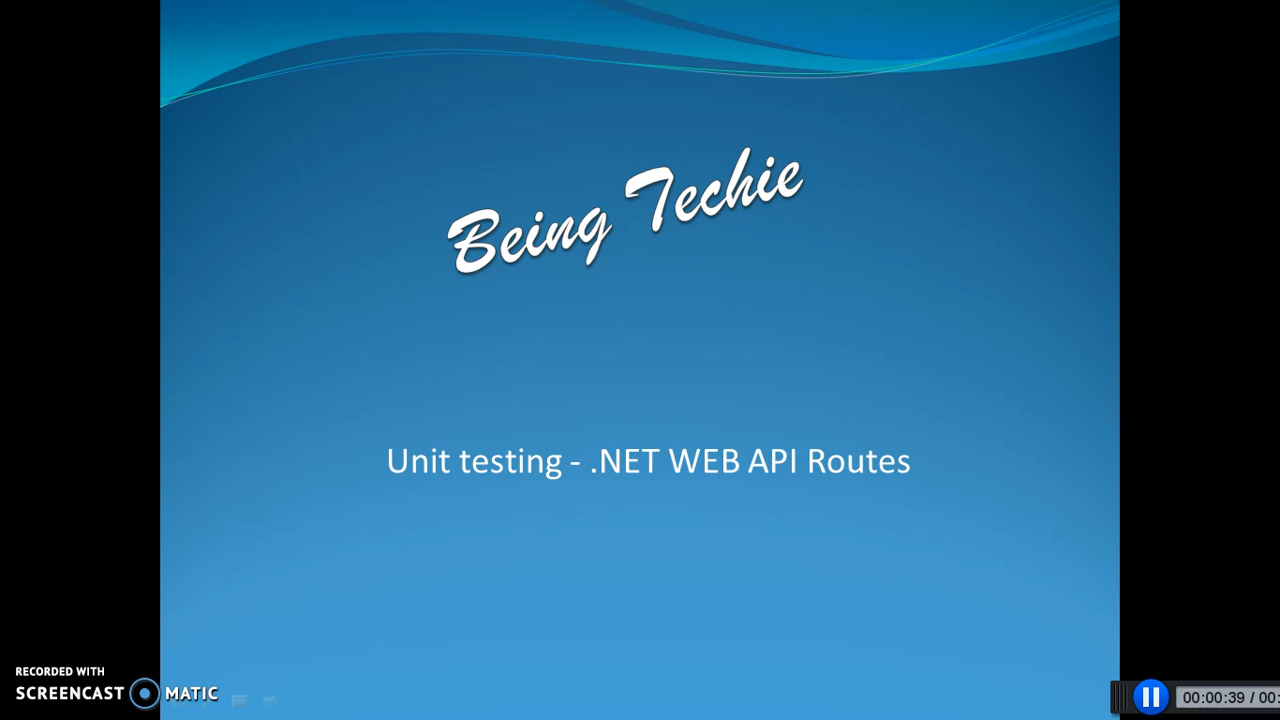 Being Techie
Unit testing - .NET WEB API Routes
RECORDED WITH
SCREENCAST MATIC
00:00:39 / 00: